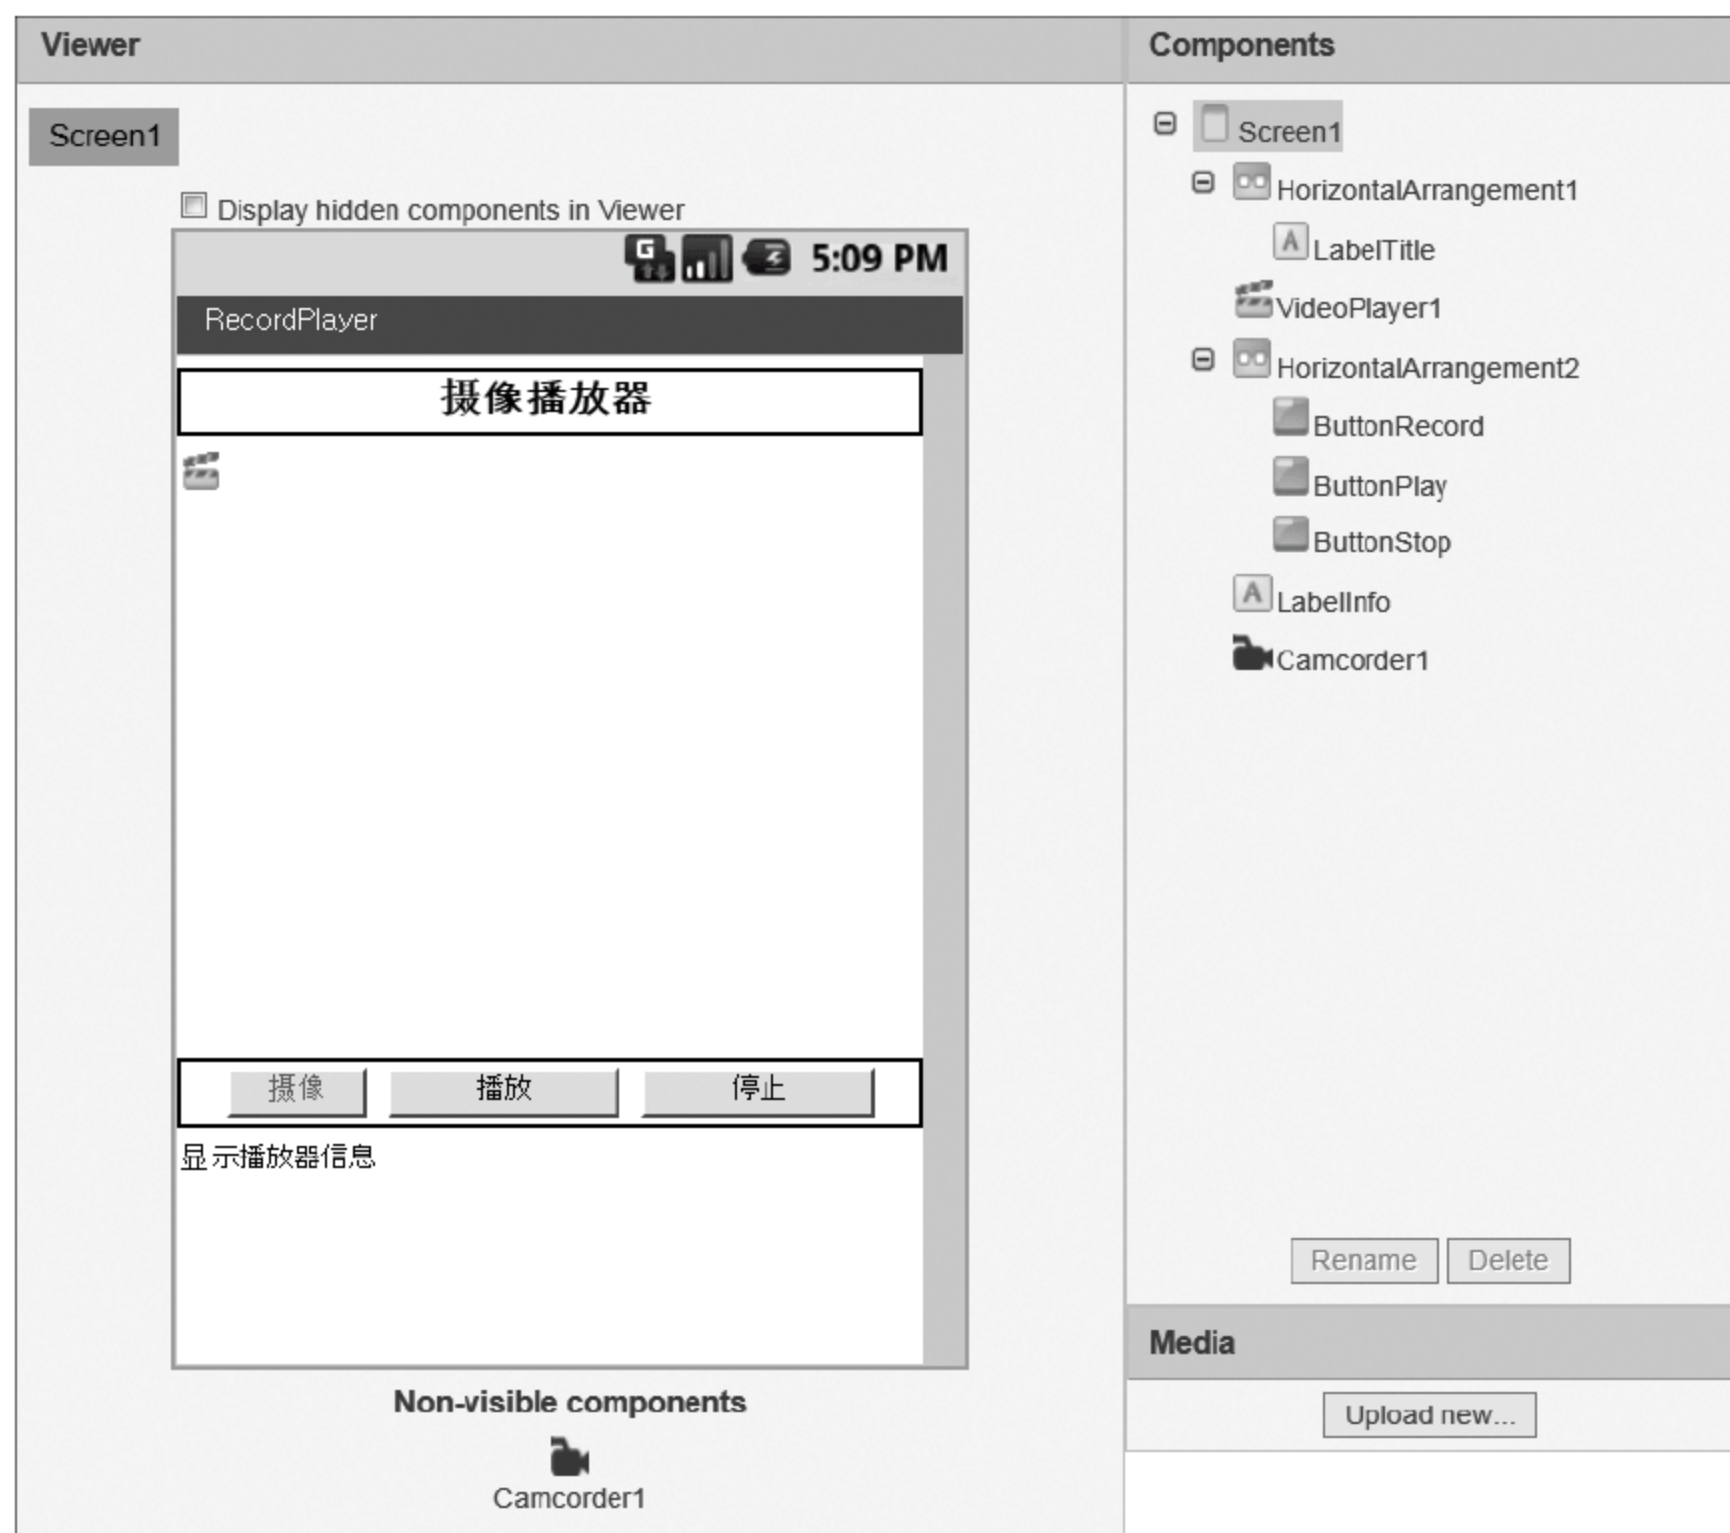 Viewer
Screen1
Display hidden components in Viewer
5:09 PM
RecordPlayer
摄像播放器
摄像 播放 停止
显示播放器信息
Non-visible components
Camcorder1
Components
Screen1
HorizontalArrangement1
LabelTitle
VideoPlayer1
HorizontalArrangement2
ButtonRecord
ButtonPlay
ButtonStop
LabelInfo
Camcorder1
Rename Delete
Media
Upload new...